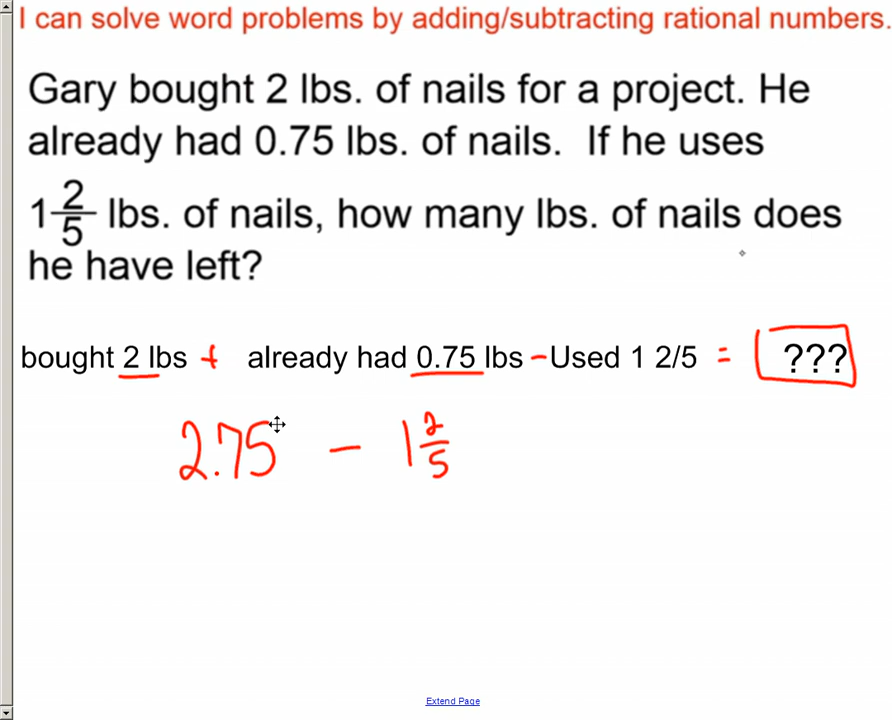 I can solve word problems by adding/subtracting rational numbers.
Gary bought 2 lbs. of nails for a project. He
already had 0.75 lbs. of nails.  If he uses
1 2/5 lbs. of nails, how many lbs. of nails does
he have left?
bought 2 lbs + already had 0.75 lbs - Used 1 2/5 = ???
2.75 - 1 2/5
Extend Page